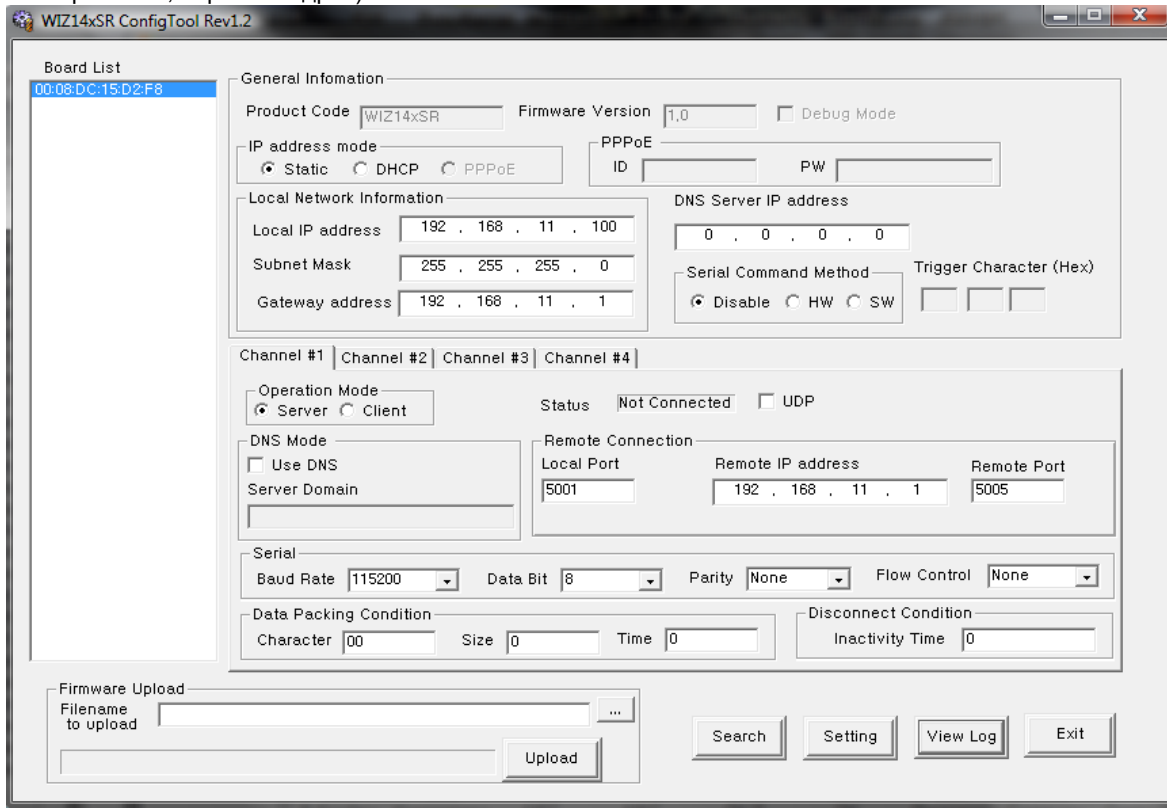 WIZ14xSR ConfigTool Rev1.2
Board List
00:08:DC:15:D2:F8
General Infomation
Product Code WIZ14xSR Firmware Version 1,0 Debug Mode
IP address mode
Static DHCP PPPoE
PPPoE
ID PW
Local Network Information
Local IP address 192 . 168 . 11 . 100
Subnet Mask 255 . 255 . 255 . 0
Gateway address 192 . 168 . 11 . 1
DNS Server IP address
0 . 0 . 0 . 0
Serial Command Method
Disable HW SW
Trigger Character (Hex)
Channel #1 Channel #2 Channel #3 Channel #4
Operation Mode
Server Client
Status Not Connected UDP
DNS Mode
Use DNS
Server Domain
Remote Connection
Local Port Remote IP address Remote Port
5001 192 . 168 . 11 . 1 5005
Serial
Baud Rate 115200 Data Bit 8 Parity None Flow Control None
Data Packing Condition
Character 00 Size 0 Time 0
Disconnect Condition
Inactivity Time 0
Firmware Upload
Filename
to upload
...
Upload
Search Setting View Log Exit